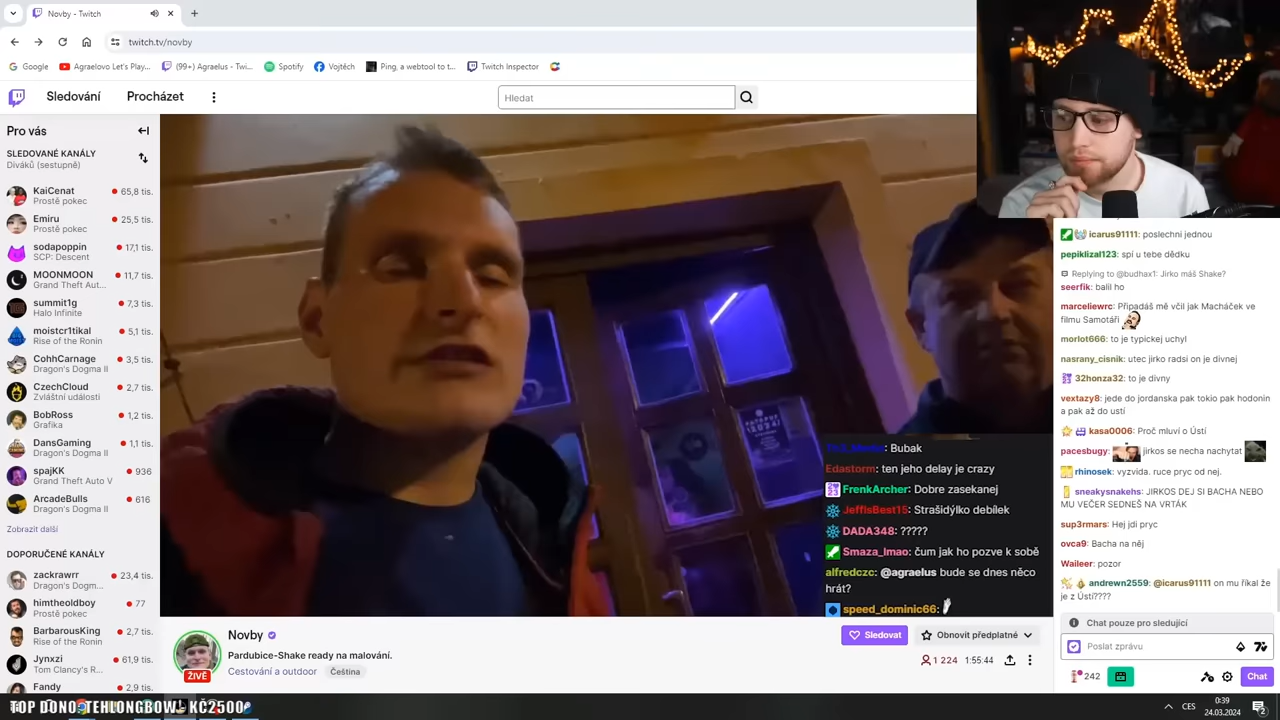 Novby - Twitch
twitch.tv/novby
Google
Agraelovo Let's Play...
(99+) Agraelus - Twi...
Spotify
Vojtěch
Ping, a webtool to t...
Twitch Inspector
Sledování
Procházet
Hledat
Pro vás
SLEDOVANÉ KANÁLY
Diváků (sestupně)
KaiCenat 65,8 tis.
Prostě pokec
Emiru 25,5 tis.
Prostě pokec
sodapoppin 17,1 tis.
SCP: Descent
MOONMOON 11,7 tis.
Grand Theft Aut...
summit1g 7,3 tis.
Halo Infinite
moistcr1tikal 5,1 tis.
Rise of the Ronin
CohhCarnage 3,5 tis.
Dragon's Dogma II
CzechCloud 2,7 tis.
Zvláštní události
BobRoss 1,2 tis.
Grafika
DansGaming 1,1 tis.
Dragon's Dogma II
spajKK 936
Grand Theft Auto V
ArcadeBulls 616
Dragon's Dogma II
Zobrazit další
DOPORUČENÉ KANÁLY
zackrawrr 23,4 tis.
Dragon's Dogm...
himtheoldboy 77
Prostě pokec
BarbarousKing 2,7 tis.
Rise of the Ronin
Jynxzi 61,9 tis.
Tom Clancy's R...
Fandy 2,9 tis.
: Bubak
Edastorm: ten jeho delay je crazy
FrenkArcher: Dobre zasekanej
JeffisBest15: Strašidýlko debílek
DADA348: ?????
Smaza_lmao: čum jak ho pozve k sobě
alfredczc: @agraelus bude se dnes něco
hrát?
speed_dominic66:
Novby
ŽIVĚ
Pardubice-Shake ready na malování.
Cestování a outdoor
Čeština
Sledovat
Obnovit předplatné
1 224
1:55:44
icarus91111: poslechni jednou
pepiklizal123: spí u tebe dědku
Replying to @budhax1: Jirko máš Shake?
seerfik: balil ho
marceliewrc: Připadáš mě včil jak Macháček ve
filmu Samotáři
morlot666: to je typickej uchyl
nasrany_cisnik: utec jirko radsi on je divnej
32honza32: to je divny
vextazy8: jede do jordanska pak tokio pak hodonin
a pak až do ustí
kasa0006: Proč mluví o Ústí
pacesbugy: jirkos se necha nachytat
rhinosek: vyzvida. ruce pryc od nej.
sneakysnakehs: JIRKOS DEJ SI BACHA NEBO
MU VEČER SEDNEŠ NA VRTÁK
sup3rmars: Hej jdi pryc
ovca9: Bacha na něj
Waileer: pozor
andrewn2559: @icarus91111 on mu říkal že
je z Ústí????
Chat pouze pro sledující
Poslat zprávu
242
Chat
TOP DONO: TEHLONGBOW - KC2500
CES
0:39
24.03.2024
2